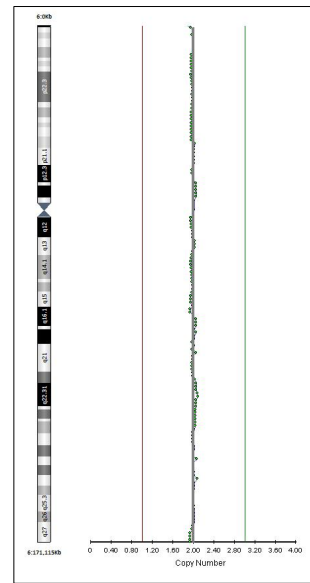 6:0Kb
p22.3
p21.1
p12.3
q12
q13
q14.1
q15
q16.1
q21
q22.31
q25.3
q26
q27
6:171,115Kb
0 0.40 0.80 1.20 1.60 2.00 2.40 2.80 3.20 3.60 4.00
Copy Number